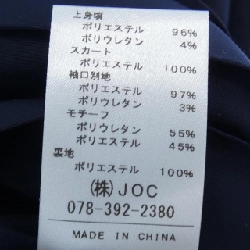 上身頃
ポリエステル 96%
ポリウレタン 4%
スカート
ポリエステル 100%
袖口別地
ポリエステル 97%
ポリウレタン 3%
モチーフ
ポリウレタン 55%
ポリエステル 45%
裏地
ポリエステル 100%
(株)JOC
078-392-2380
MADE IN CHINA